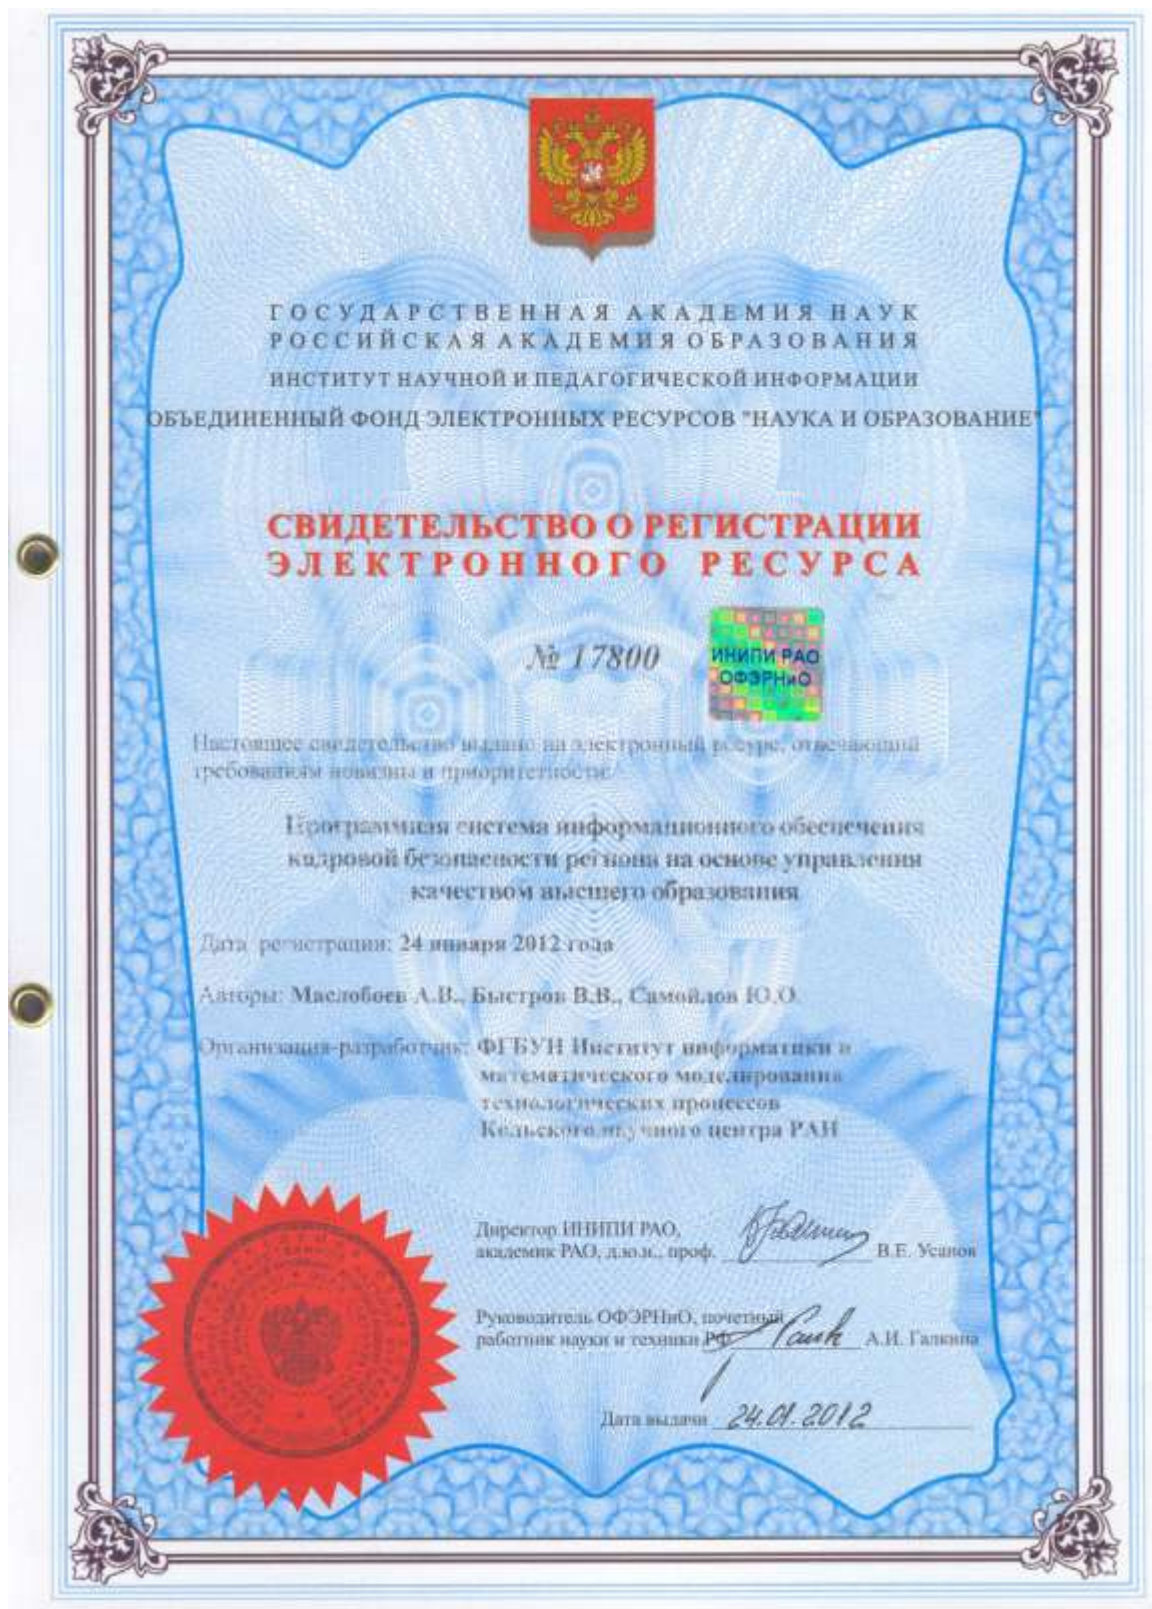 ГОСУДАРСТВЕННАЯ АКАДЕМИЯ НАУК
РОССИЙСКАЯ АКАДЕМИЯ ОБРАЗОВАНИЯ
ИНСТИТУТ НАУЧНОЙ И ПЕДАГОГИЧЕСКОЙ ИНФОРМАЦИИ
ОБЪЕДИНЕННЫЙ ФОНД ЭЛЕКТРОННЫХ РЕСУРСОВ "НАУКА И ОБРАЗОВАНИЕ"
СВИДЕТЕЛЬСТВО О РЕГИСТРАЦИИ
ЭЛЕКТРОННОГО РЕСУРСА
№ 17800
ИНИПИ РАО
ОФЭРНиО
Настоящее свидетельство выдано на электронный ресурс, отвечающий
требованиям новизны и приоритетности:
Программная система информационного обеспечения
кадровой безопасности региона на основе управления
качеством высшего образования
Дата регистрации: 24 января 2012 года
Авторы: Маслобоев А.В., Быстров В.В., Самойлов Ю.О.
Организация-разработчик: ФГБУН Институт информатики и
математического моделирования
технологических процессов
Кольского научного центра РАН
Директор ИНИПИ РАО,
академик РАО, д.ю.н., проф. В.Е. Усанов
Руководитель ОФЭРНиО, почетный
работник науки и техники РФ А.И. Галкина
Дата выдачи 24.01.2012